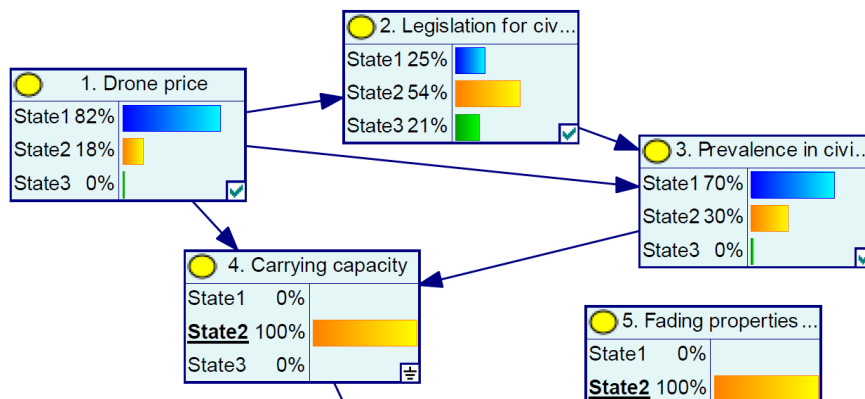 2. Legislation for civ...
State1 25%
State2 54%
State3 21%
1. Drone price
State1 82%
State2 18%
State3 0%
3. Prevalence in civi...
State1 70%
State2 30%
State3 0%
4. Carrying capacity
State1 0%
State2 100%
State3 0%
5. Fading properties ...
State1 0%
State2 100%